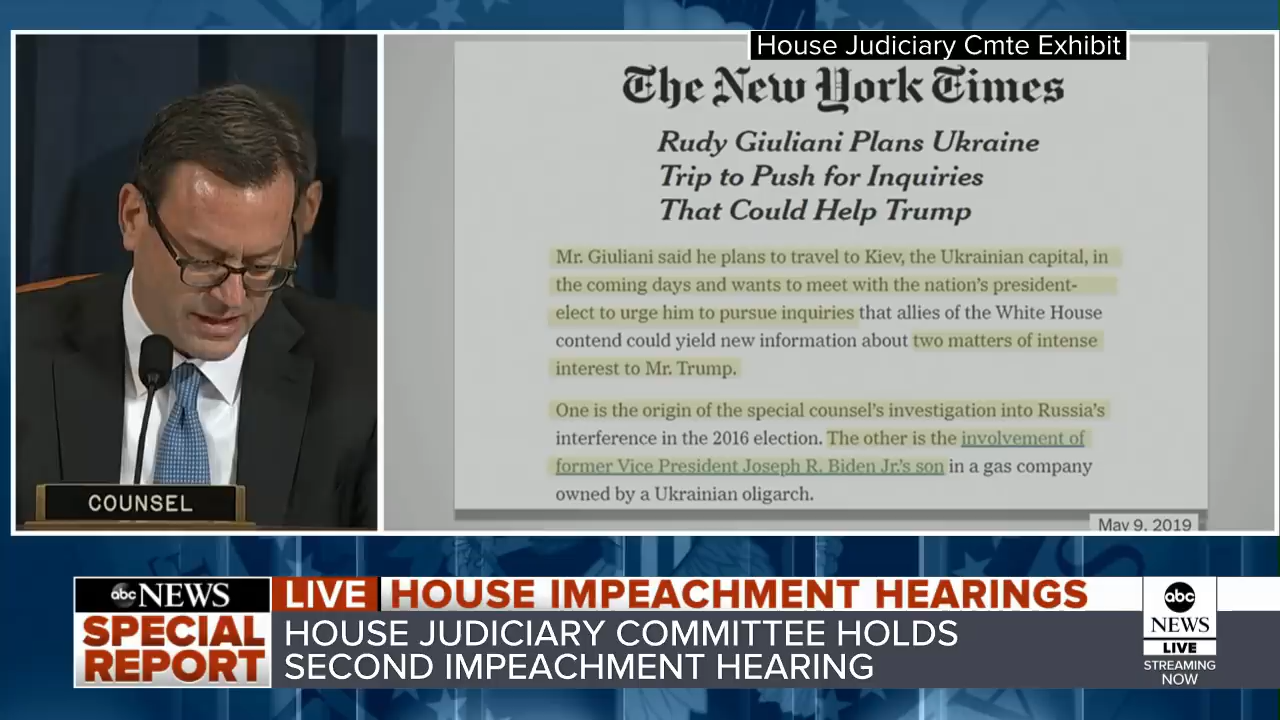 House Judiciary Cmte Exhibit
The New York Times
Rudy Giuliani Plans Ukraine
Trip to Push for Inquiries
That Could Help Trump
Mr. Giuliani said he plans to travel to Kiev, the Ukrainian capital, in
the coming days and wants to meet with the nation's president-
elect to urge him to pursue inquiries that allies of the White House
contend could yield new information about two matters of intense
interest to Mr. Trump.
One is the origin of the special counsel's investigation into Russia's
interference in the 2016 election. The other is the involvement of
former Vice President Joseph R. Biden Jr.'s son in a gas company
owned by a Ukrainian oligarch.
May 9, 2019
COUNSEL
abc NEWS
SPECIAL
REPORT
LIVE HOUSE IMPEACHMENT HEARINGS
HOUSE JUDICIARY COMMITTEE HOLDS
SECOND IMPEACHMENT HEARING
abc
NEWS
LIVE
STREAMING
NOW